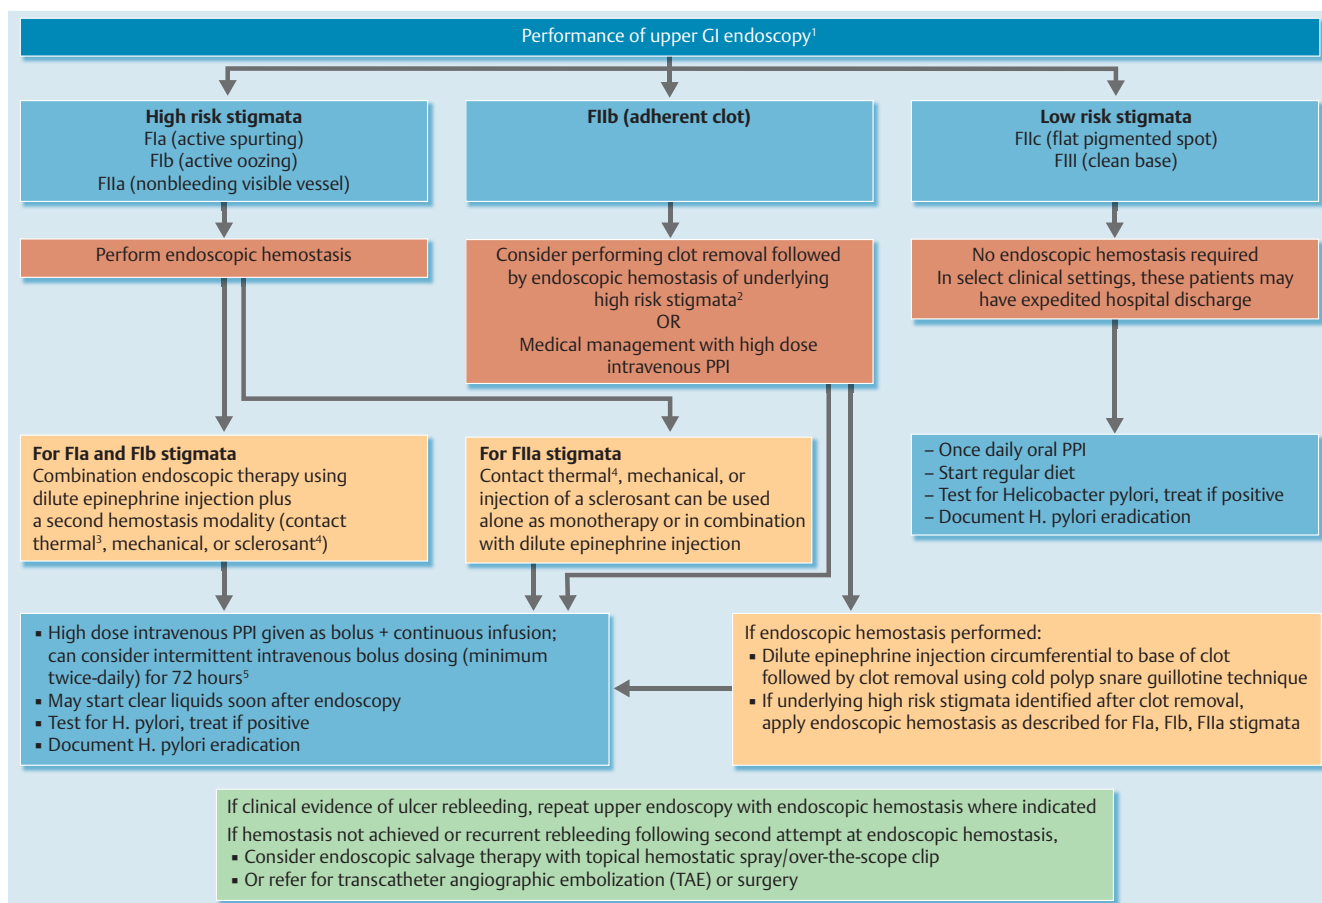 Performance of upper GI endoscopy¹
High risk stigmata
FIa (active spurting)
FIb (active oozing)
FIIa (nonbleeding visible vessel)
FIIb (adherent clot)
Low risk stigmata
FIIc (flat pigmented spot)
FIII (clean base)
Perform endoscopic hemostasis
Consider performing clot removal followed
by endoscopic hemostasis of underlying
high risk stigmata²
OR
Medical management with high dose
intravenous PPI
No endoscopic hemostasis required
In select clinical settings, these patients may
have expedited hospital discharge
For FIa and FIb stigmata
Combination endoscopic therapy using
dilute epinephrine injection plus
a second hemostasis modality (contact
thermal³, mechanical, or sclerosant⁴)
For FIIa stigmata
Contact thermal⁴, mechanical, or
injection of a sclerosant can be used
alone as monotherapy or in combination
with dilute epinephrine injection
– Once daily oral PPI
– Start regular diet
– Test for Helicobacter pylori, treat if positive
– Document H. pylori eradication
▪ High dose intravenous PPI given as bolus + continuous infusion;
can consider intermittent intravenous bolus dosing (minimum
twice-daily) for 72 hours⁵
▪ May start clear liquids soon after endoscopy
▪ Test for H. pylori, treat if positive
▪ Document H. pylori eradication
If endoscopic hemostasis performed:
▪ Dilute epinephrine injection circumferential to base of clot
followed by clot removal using cold polyp snare guillotine technique
▪ If underlying high risk stigmata identified after clot removal,
apply endoscopic hemostasis as described for FIa, FIb, FIIa stigmata
If clinical evidence of ulcer rebleeding, repeat upper endoscopy with endoscopic hemostasis where indicated
If hemostasis not achieved or recurrent rebleeding following second attempt at endoscopic hemostasis,
▪ Consider endoscopic salvage therapy with topical hemostatic spray/over-the-scope clip
▪ Or refer for transcatheter angiographic embolization (TAE) or surgery